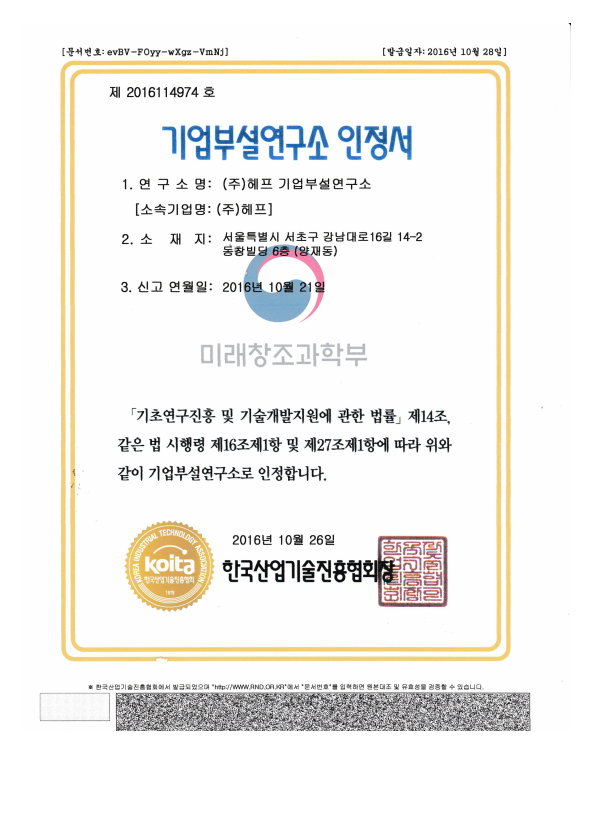 [문서번호: evBV-FOyy-wXgz-VmNj]
[발급일자: 2016년 10월 28일]
제 2016114974 호
기업부설연구소 인정서
1. 연 구 소 명: (주)헤프 기업부설연구소
[소속기업명: (주)헤프]
2. 소 재 지: 서울특별시 서초구 강남대로16길 14-2
동창빌딩 6층 (양재동)
3. 신고 연월일: 2016년 10월 21일
미래창조과학부
「기초연구진흥 및 기술개발지원에 관한 법률」 제14조,
같은 법 시행령 제16조제1항 및 제27조제1항에 따라 위와
같이 기업부설연구소로 인정합니다.
2016년 10월 26일
KOREA INDUSTRIAL TECHNOLOGY ASSOCIATION
koita
한국산업기술진흥협회
한국산업기술진흥협회장
※ 한국산업기술진흥협회에서 발급되었으며 "http://WWW.RND.OR.KR"에서 "문서번호"를 입력하면 원본대조 및 유효성을 검증할 수 있습니다.